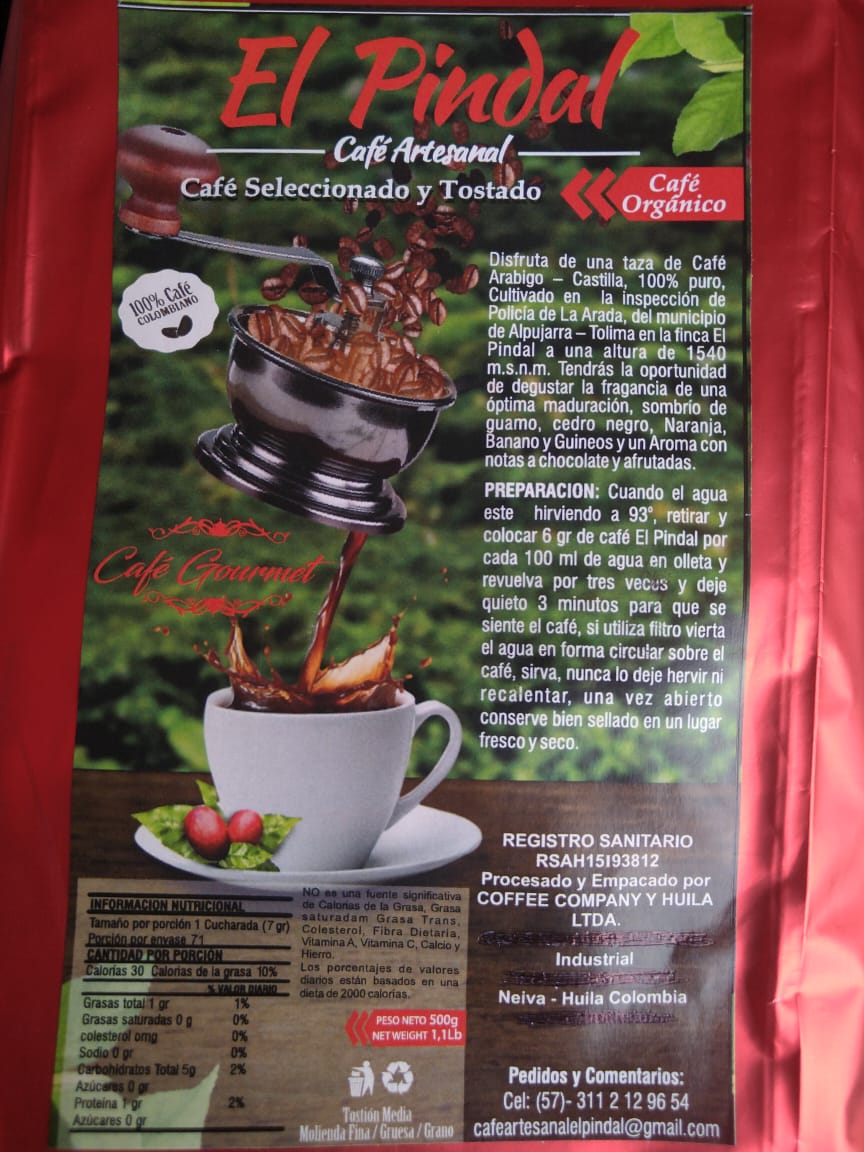 El Pindal
Café Artesanal
Café Seleccionado y Tostado
Café
Orgánico
100% Café
COLOMBIANO
Disfruta de una taza de Café
Arabigo – Castilla, 100% puro,
Cultivado en la inspección de
Policía de La Arada, del municipio
de Alpujarra – Tolima en la finca El
Pindal a una altura de 1540
m.s.n.m. Tendrás la oportunidad
de degustar la fragancia de una
óptima maduración, sombrío de
guamo, cedro negro, Naranja,
Banano y Guineos y un Aroma con
notas a chocolate y afrutadas.
PREPARACION: Cuando el agua
este hirviendo a 93º, retirar y
colocar 6 gr de café El Pindal por
cada 100 ml de agua en olleta y
revuelva por tres veces y deje
quieto 3 minutos para que se
siente el café, si utiliza filtro vierta
el agua en forma circular sobre el
café, sirva, nunca lo deje hervir ni
recalentar, una vez abierto
conserve bien sellado en un lugar
fresco y seco.
Café Gourmet
REGISTRO SANITARIO
RSAH15I93812
Procesado y Empacado por
COFFEE COMPANY Y HUILA
LTDA.
Industrial
Neiva - Huila Colombia
Pedidos y Comentarios:
Cel: (57)- 311 2 12 96 54
cafeartesanalelpindal@gmail.com
INFORMACION NUTRICIONAL
Tamaño por porción 1 Cucharada (7 gr)
Porción por envase 71
CANTIDAD POR PORCIÓN
Calorías 30 Calorías de la grasa 10%
% VALOR DIARIO
Grasas total 1 gr 1%
Grasas saturadas 0 g 0%
colesterol omg 0%
Sodio 0 gr 0%
Carbohidratos Total 5g 2%
Azúcares 0 gr
Proteína 1 gr 2%
Azúcares 0 gr
NO es una fuente significativa
de Calorías de la Grasa, Grasa
saturadam Grasa Trans,
Colesterol, Fibra Dietaria,
Vitamina A, Vitamina C, Calcio y
Hierro.
Los porcentajes de valores
diarios están basados en una
dieta de 2000 calorías.
PESO NETO 500g
NET WEIGHT 1,1Lb
Tostión Media
Molienda Fina / Gruesa / Grano